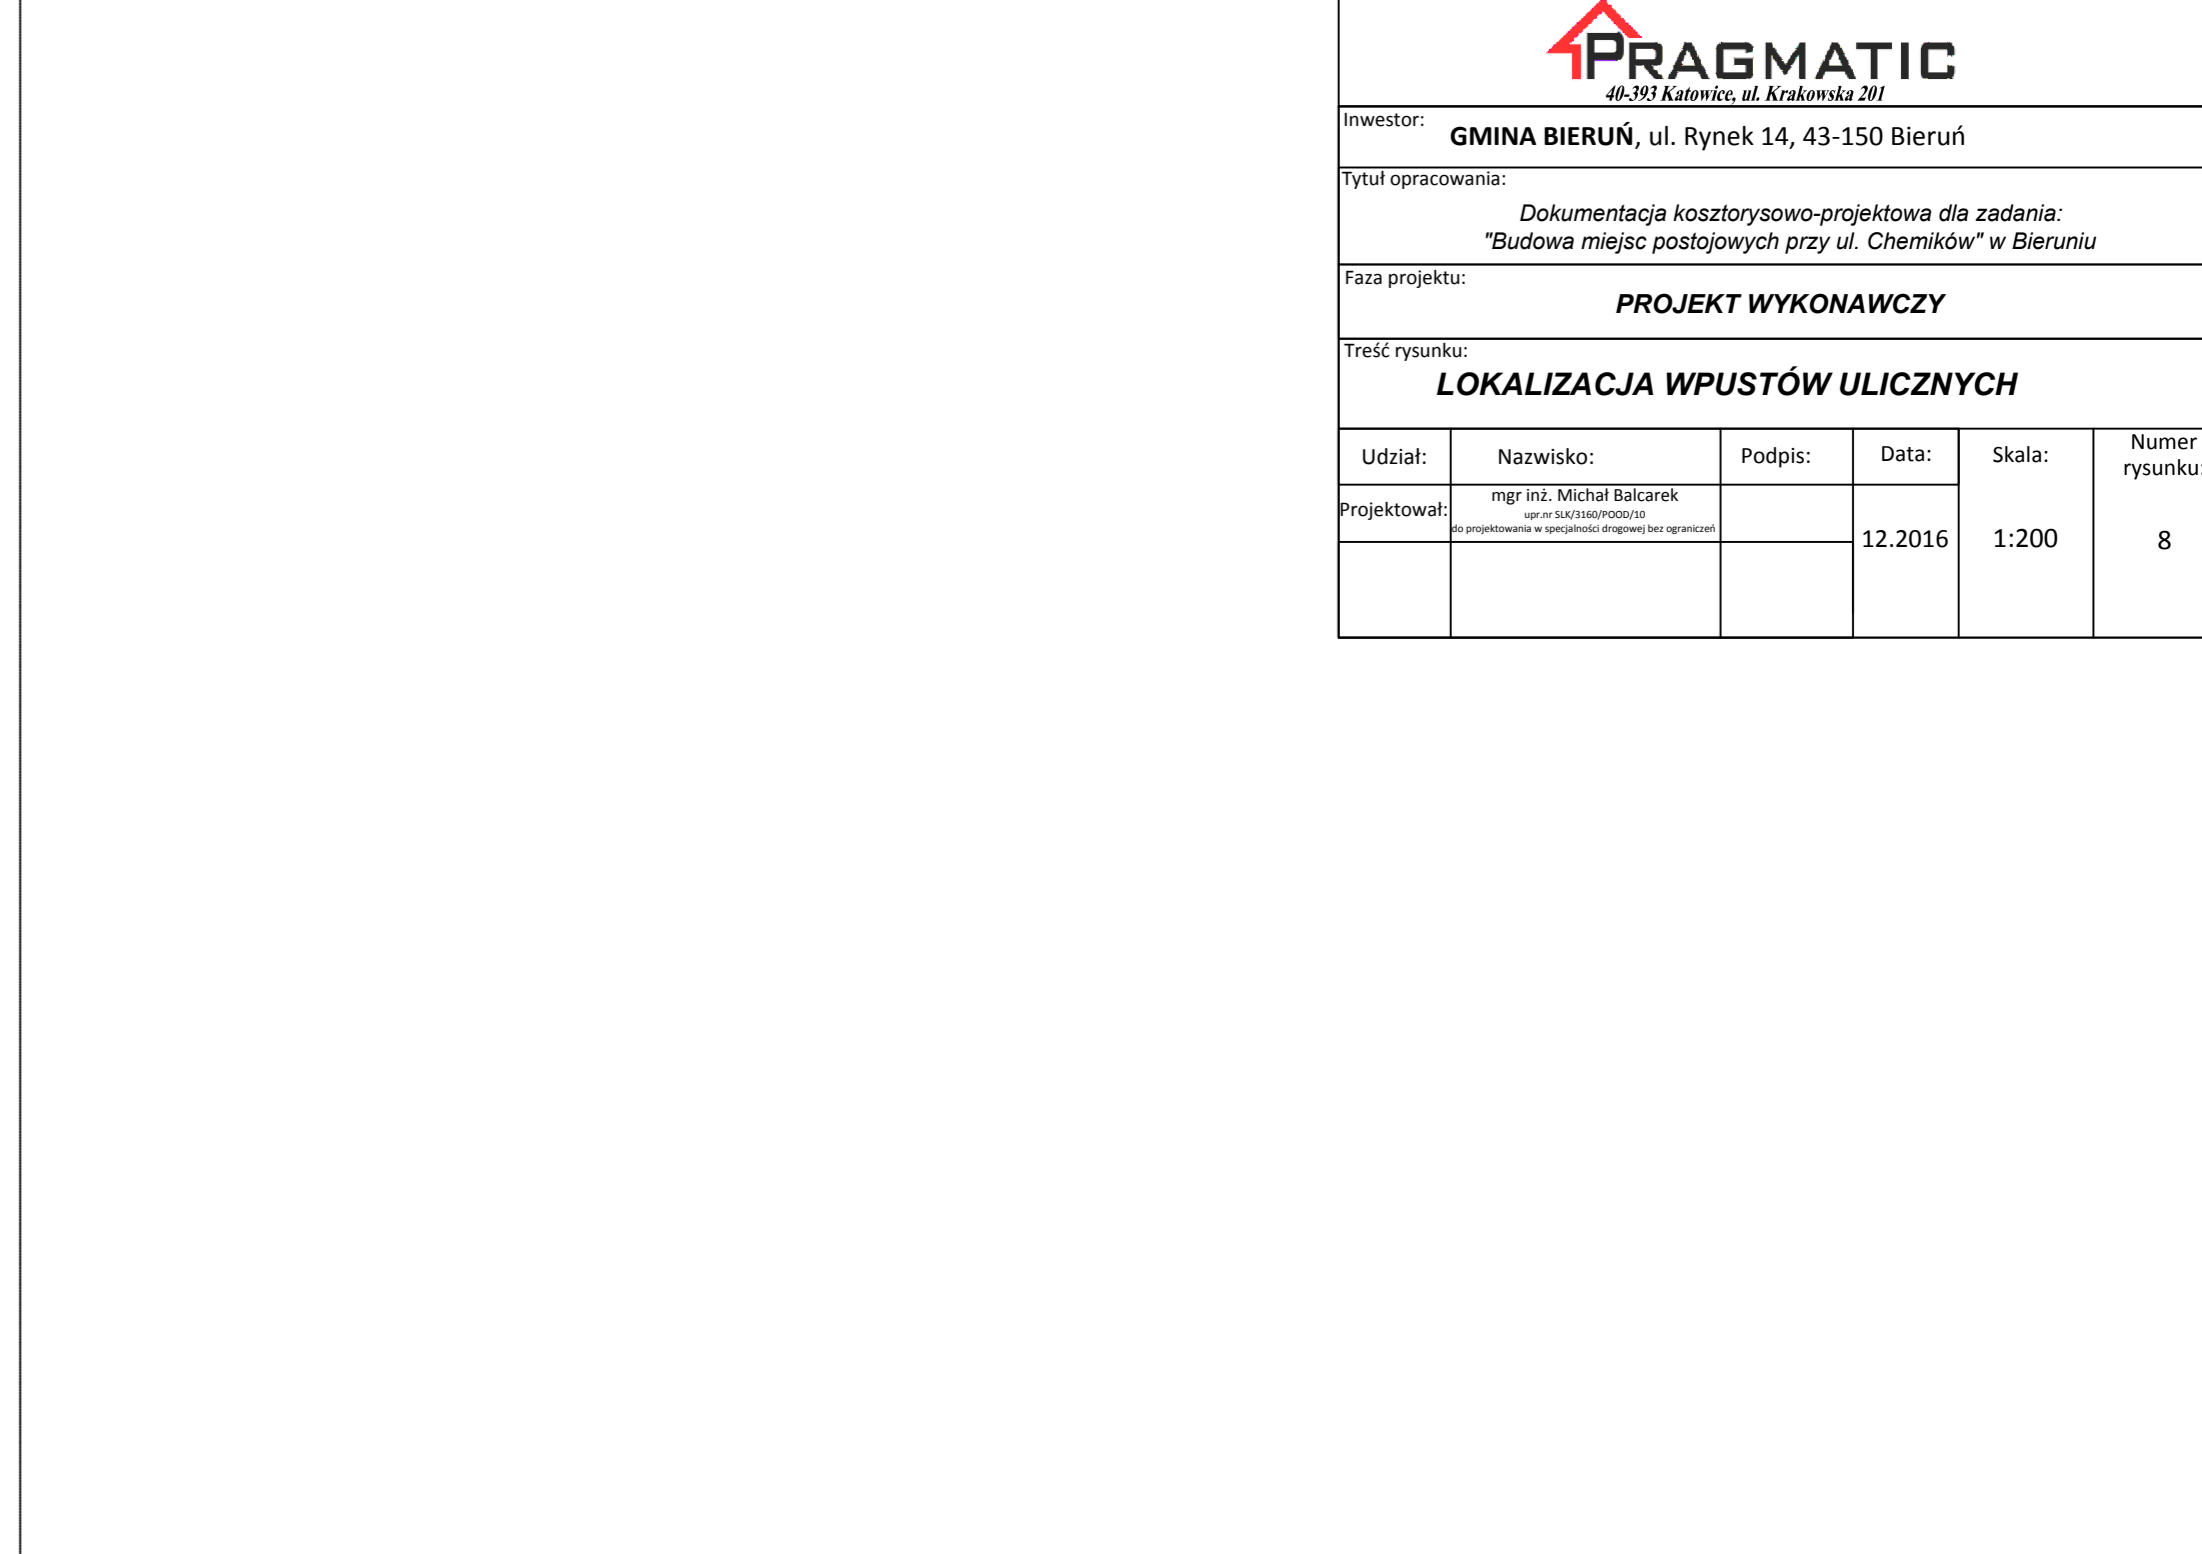 PRAGMATIC
40-393 Katowice, ul. Krakowska 201
Inwestor:
GMINA BIERUŃ, ul. Rynek 14, 43-150 Bieruń
Tytuł opracowania:
Dokumentacja kosztorysowo-projektowa dla zadania:
"Budowa miejsc postojowych przy ul. Chemików" w Bieruniu
Faza projektu:
PROJEKT WYKONAWCZY
Treść rysunku:
LOKALIZACJA WPUSTÓW ULICZNYCH
Udział: Nazwisko: Podpis: Data: Skala: Numer
rysunku:
Projektował: mgr inż. Michał Balcarek
upr.nr SLK/3160/POOD/10
do projektowania w specjalności drogowej bez ograniczeń
12.2016 1:200 8